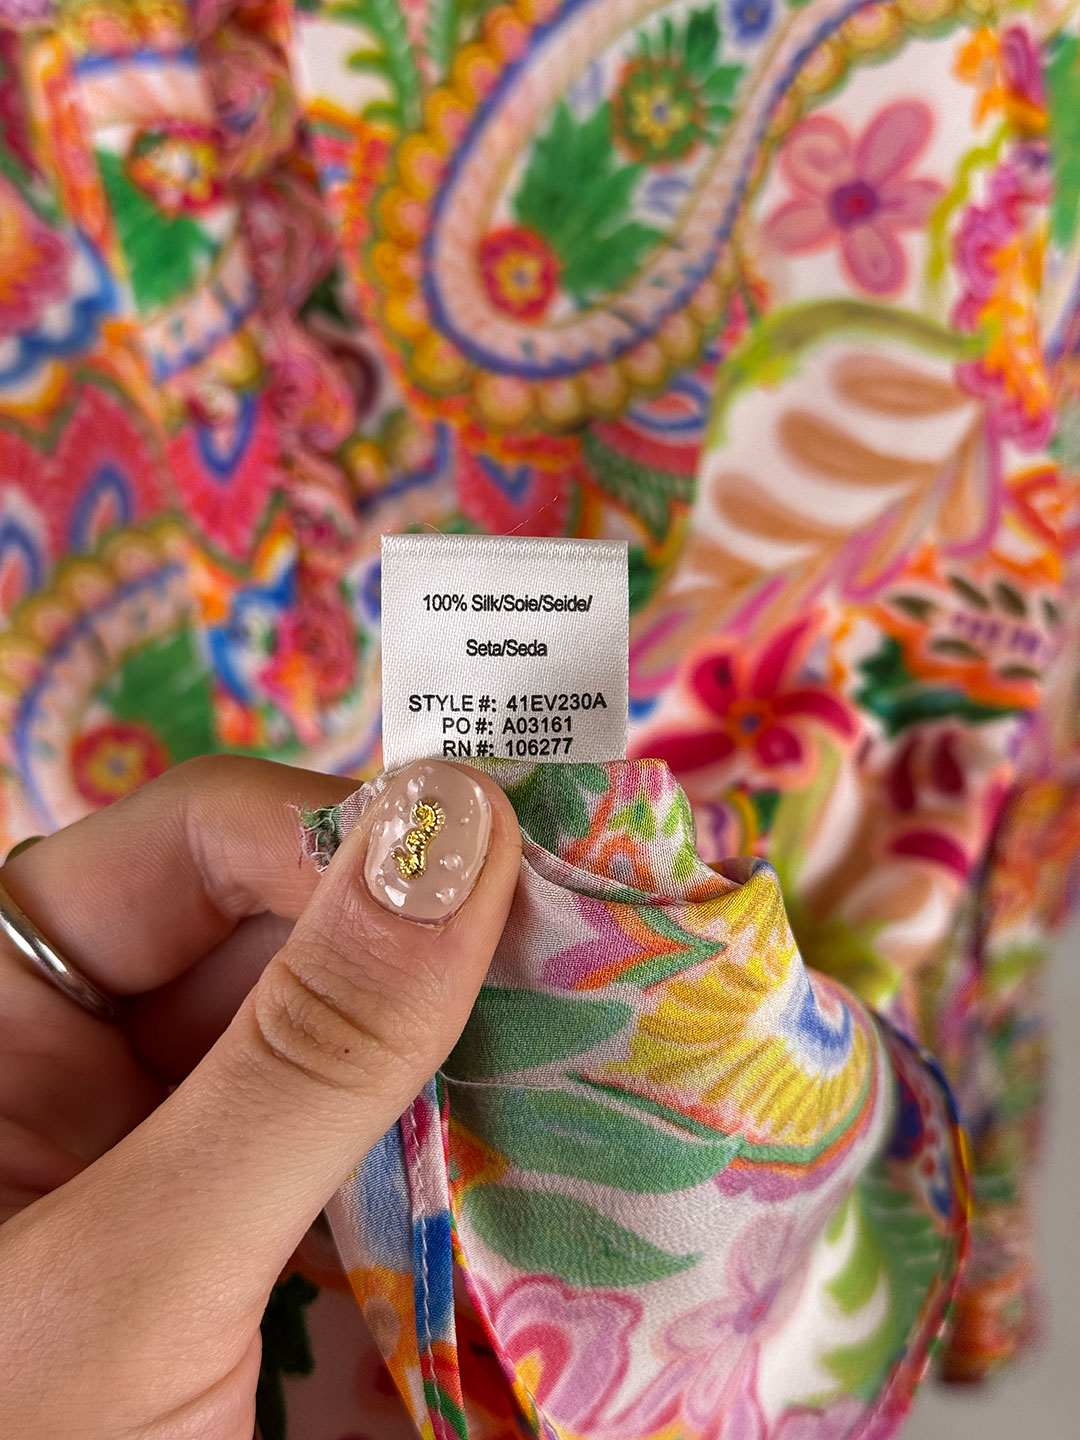 100% Silk/Soie/Seide/
Seta/Seda
STYLE #: 41EV230A
PO #: A03161
RN #: 106277